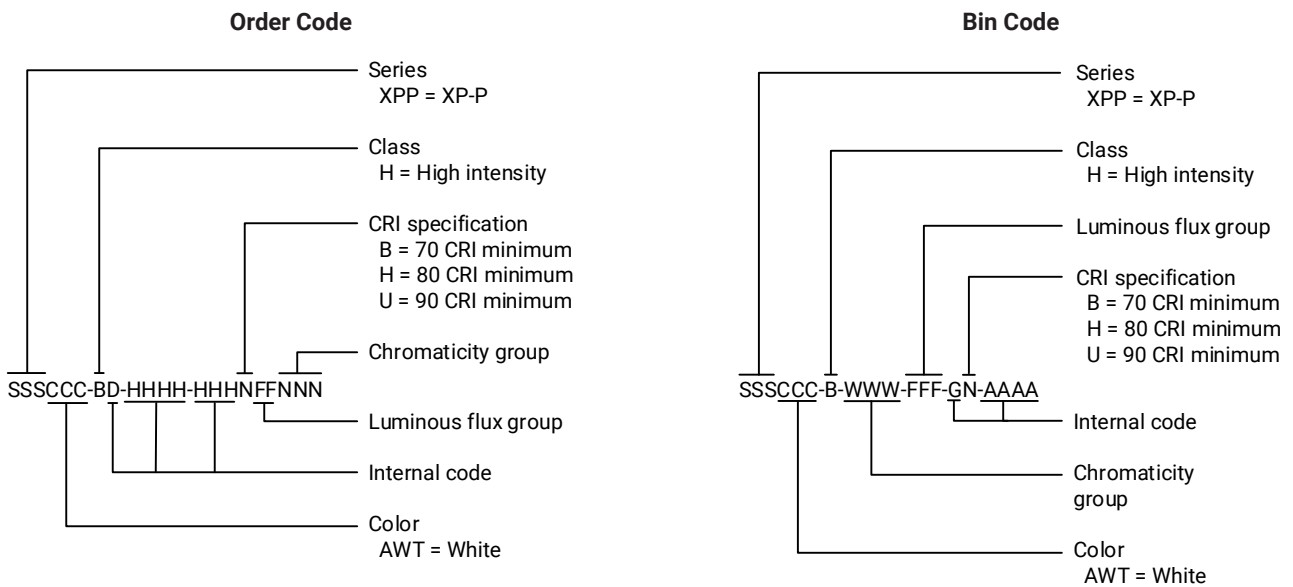 Order Code
Series
XPP = XP-P
Class
H = High intensity
CRI specification
B = 70 CRI minimum
H = 80 CRI minimum
U = 90 CRI minimum
Chromaticity group
SSSCCC-BD-HHHH-HHHNFFNNN
Luminous flux group
Internal code
Color
AWT = White
Bin Code
Series
XPP = XP-P
Class
H = High intensity
Luminous flux group
CRI specification
B = 70 CRI minimum
H = 80 CRI minimum
U = 90 CRI minimum
SSSCCC-B-WWW-FFF-GN-AAAA
Internal code
Chromaticity
group
Color
AWT = White